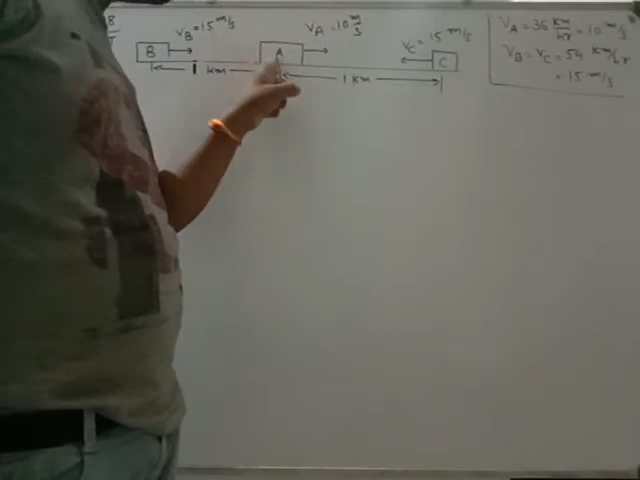 8
V_B = 15 m/s
V_A = 10 m/s
V_C = 15 m/s
B
A
C
1 km
1 km
V_A = 36 km/hr = 10 m/s
V_B = V_C = 54 km/hr
= 15 m/s